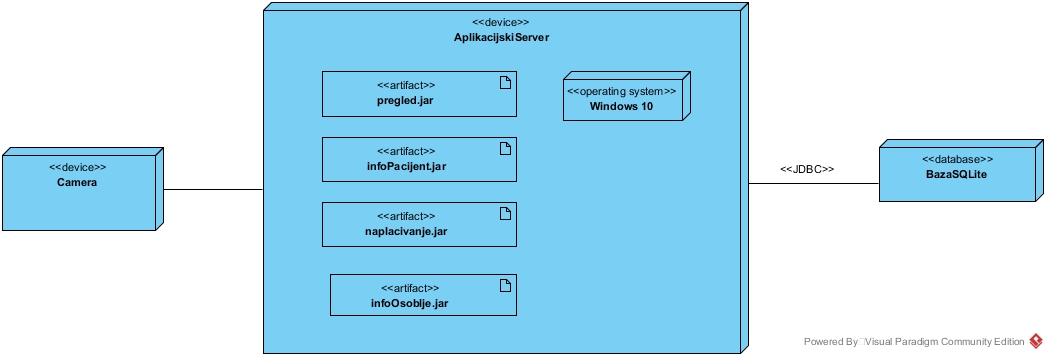 <<device>>
AplikacijskiServer
<<artifact>>
pregled.jar
<<operating system>>
Windows 10
<<artifact>>
infoPacijent.jar
<<device>>
Camera
<<JDBC>>
<<database>>
BazaSQLite
<<artifact>>
naplacivanje.jar
<<artifact>>
infoOsoblje.jar
Powered By Visual Paradigm Community Edition